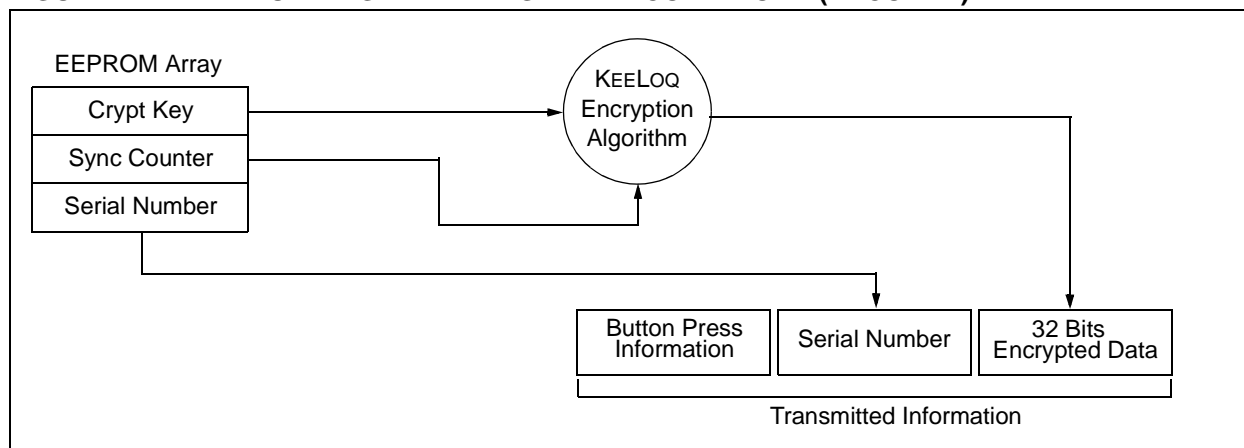 EEPROM Array
Crypt Key
Sync Counter
Serial Number
KEELOQ
Encryption
Algorithm
Button Press
Information
Serial Number
32 Bits
Encrypted Data
Transmitted Information